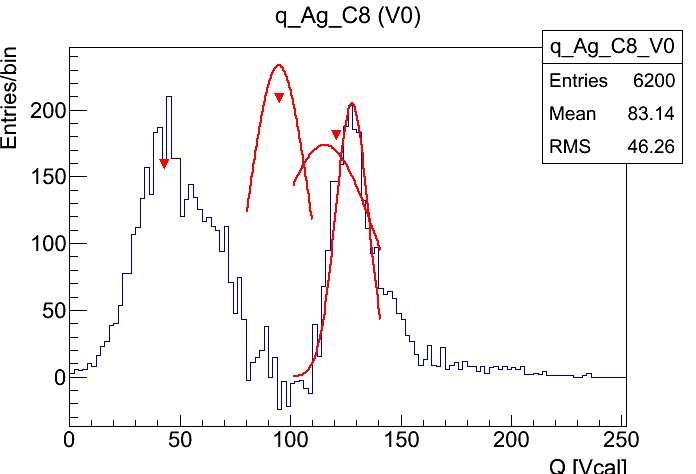 q_Ag_C8 (V0)
q_Ag_C8_V0
Entries 6200
Mean 83.14
RMS 46.26
Entries/bin
200
150
100
50
0
0 50 100 150 200 250
Q [Vcal]